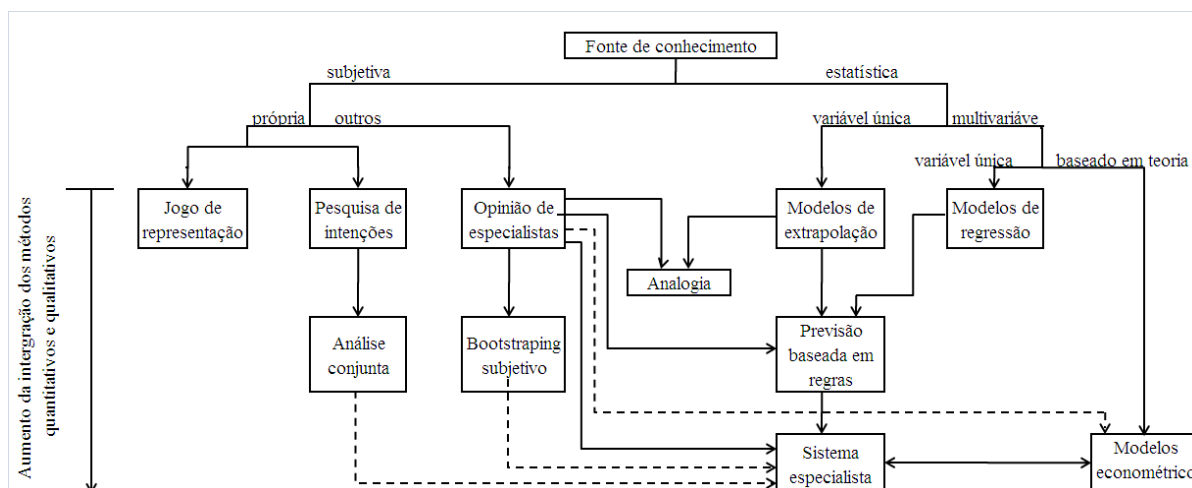 Fonte de conhecimento
subjetiva
estatística
própria
outros
variável única
multivariáve
variável única
baseado em teoria
Jogo de
representação
Pesquisa de
intenções
Opinião de
especialistas
Modelos de
extrapolação
Modelos de
regressão
Analogia
Análise
conjunta
Bootstraping
subjetivo
Previsão
baseada em
regras
Sistema
especialista
Modelos
econométrico
Aumento da intergração dos métodos
quantitativos e qualitativos